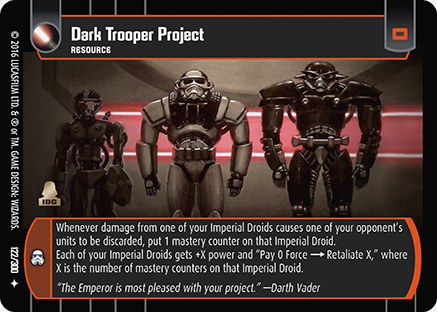 Dark Trooper Project
RESOURCE
IDC
Whenever damage from one of your Imperial Droids causes one of your opponent's
units to be discarded, put 1 mastery counter on that Imperial Droid.
Each of your Imperial Droids gets +X power and “Pay 0 Force → Retaliate X,” where
X is the number of mastery counters on that Imperial Droid.
“The Emperor is most pleased with your project.” —Darth Vader
© 2016 LUCASFILM LTD. & ® or TM. GAME DESIGN: WIZARDS.
122/300